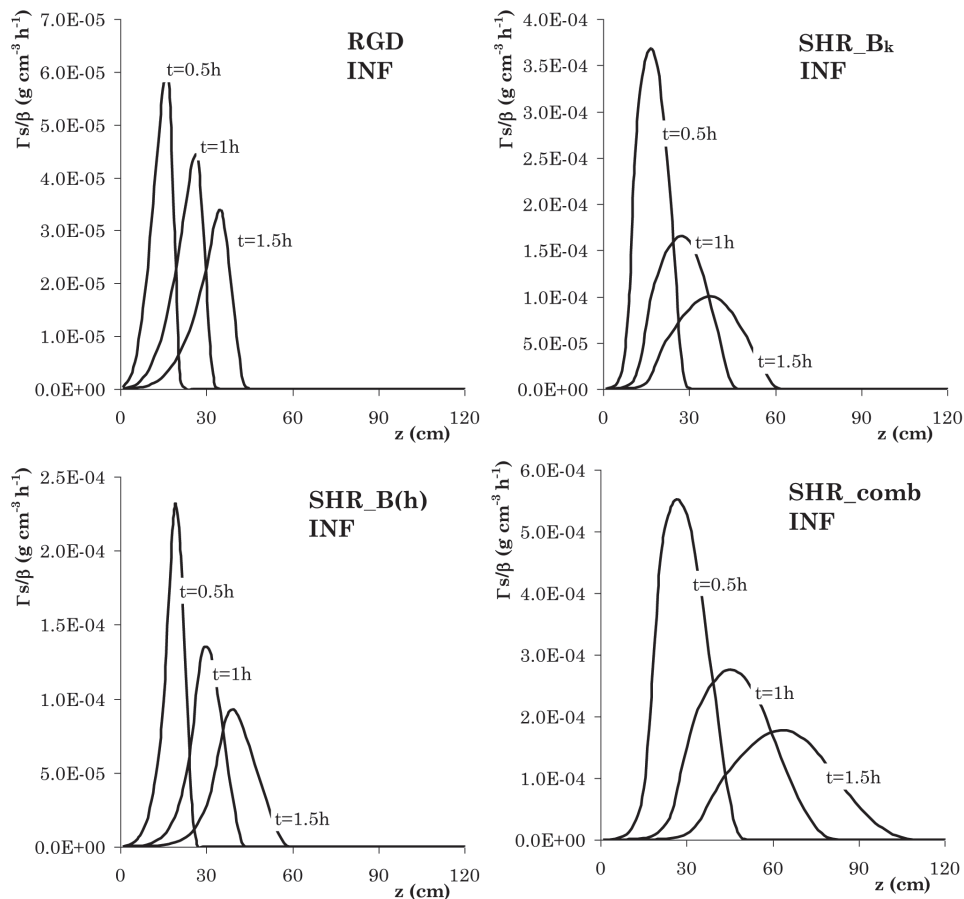 7.0E-05
6.0E-05
5.0E-05
4.0E-05
3.0E-05
2.0E-05
1.0E-05
0.0E+00
Γs/β (g cm⁻³ h⁻¹)
RGD
INF
t=0.5h
t=1h
t=1.5h
0 30 60 90 120
z (cm)
4.0E-04
3.5E-04
3.0E-04
2.5E-04
2.0E-04
1.5E-04
1.0E-04
5.0E-05
0.0E+00
Γs/β (g cm⁻³ h⁻¹)
SHR_Bₖ
INF
t=0.5h
t=1h
t=1.5h
0 30 60 90 120
z (cm)
2.5E-04
2.0E-04
1.5E-04
1.0E-04
5.0E-05
0.0E+00
Γs/β (g cm⁻³ h⁻¹)
SHR_B(h)
INF
t=0.5h
t=1h
t=1.5h
0 30 60 90 120
z (cm)
6.0E-04
5.0E-04
4.0E-04
3.0E-04
2.0E-04
1.0E-04
0.0E+00
Γs/β (g cm⁻³ h⁻¹)
SHR_comb
INF
t=0.5h
t=1h
t=1.5h
0 30 60 90 120
z (cm)